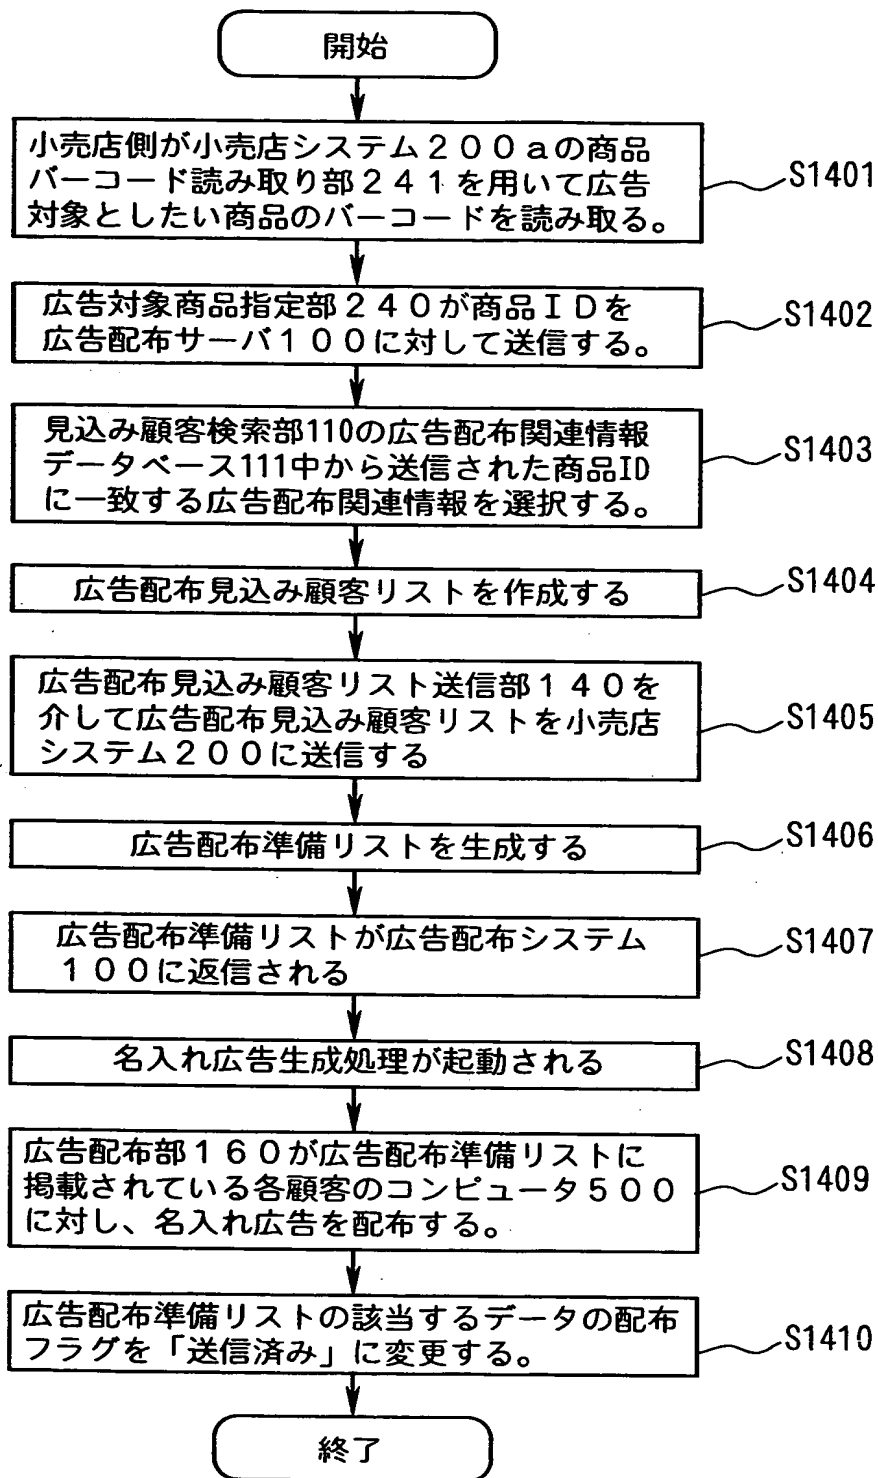 開始
小売店側が小売店システム２００ａの商品
バーコード読み取り部２４１を用いて広告
対象としたい商品のバーコードを読み取る。
S1401
広告対象商品指定部２４０が商品ＩＤを
広告配布サーバ１００に対して送信する。
S1402
見込み顧客検索部110の広告配布関連情報
データベース111中から送信された商品ID
に一致する広告配布関連情報を選択する。
S1403
広告配布見込み顧客リストを作成する
S1404
広告配布見込み顧客リスト送信部１４０を
介して広告配布見込み顧客リストを小売店
システム２００に送信する
S1405
広告配布準備リストを生成する
S1406
広告配布準備リストが広告配布システム
１００に返信される
S1407
名入れ広告生成処理が起動される
S1408
広告配布部１６０が広告配布準備リストに
掲載されている各顧客のコンピュータ５００
に対し、名入れ広告を配布する。
S1409
広告配布準備リストの該当するデータの配布
フラグを「送信済み」に変更する。
S1410
終了